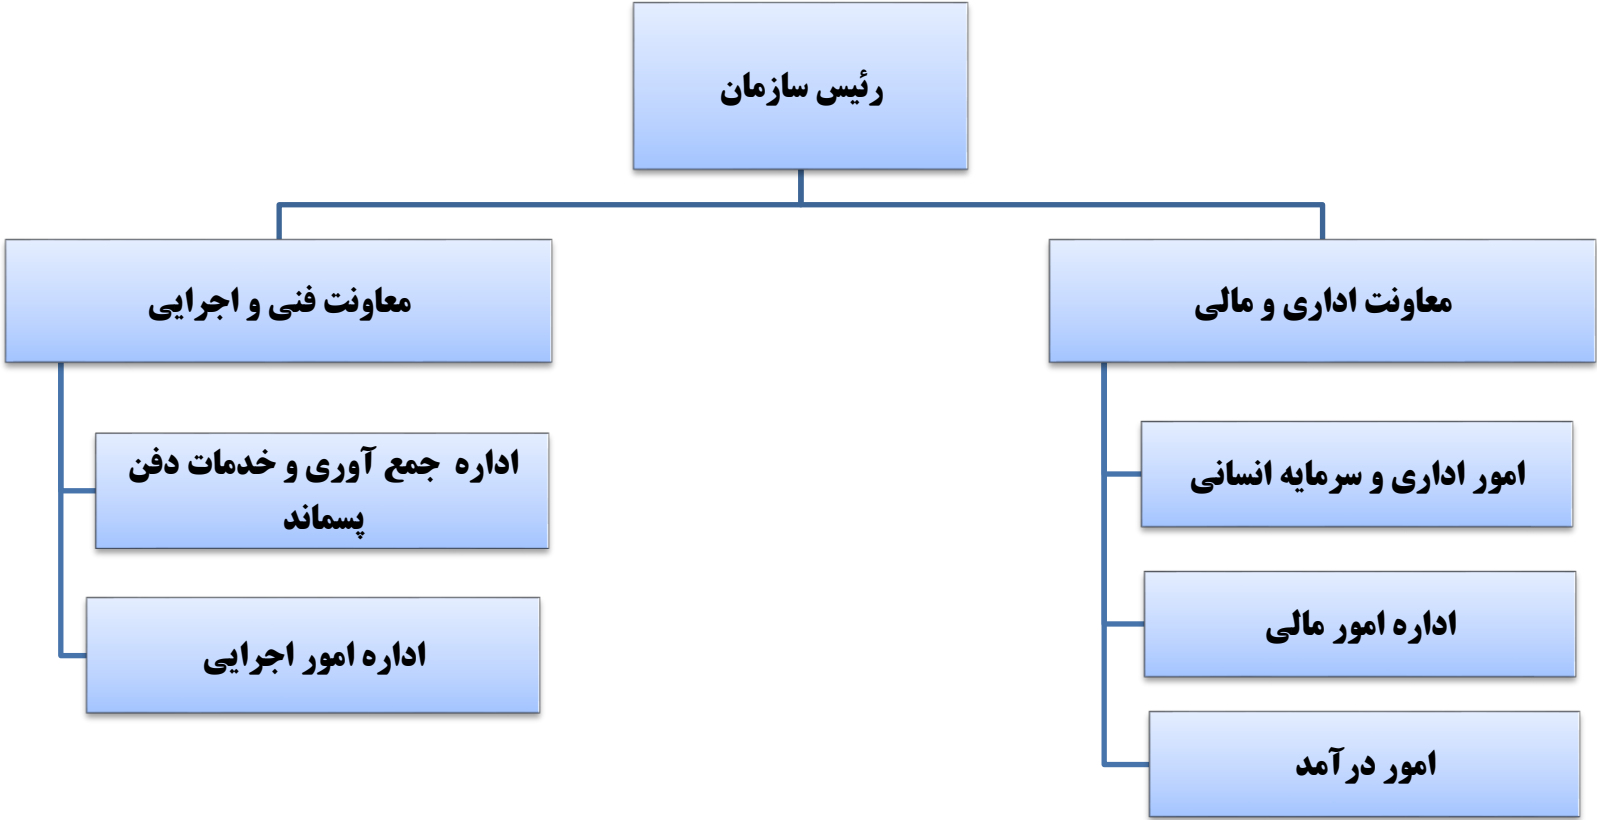 رئیس سازمان
معاونت اداری و مالی
امور اداری و سرمایه انسانی
اداره امور مالی
امور درآمد
معاونت فنی و اجرایی
اداره جمع آوری و خدمات دفن
پسماند
اداره امور اجرایی